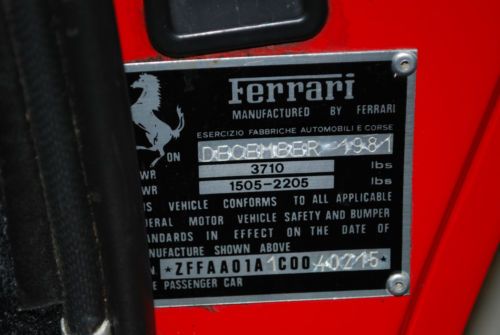 Ferrari
MANUFACTURED BY FERRARI
ESERCIZIO FABBRICHE AUTOMOBILI E CORSE
ON DECEMBER 1981
WR 3710 lbs
WR 1505-2205 lbs
IS VEHICLE CONFORMS TO ALL APPLICABLE
ERAL MOTOR VEHICLE SAFETY AND BUMPER
ANDARDS IN EFFECT ON THE DATE OF
NUFACTURE SHOWN ABOVE
★ZFFAA01A1C0040215★
E PASSENGER CAR